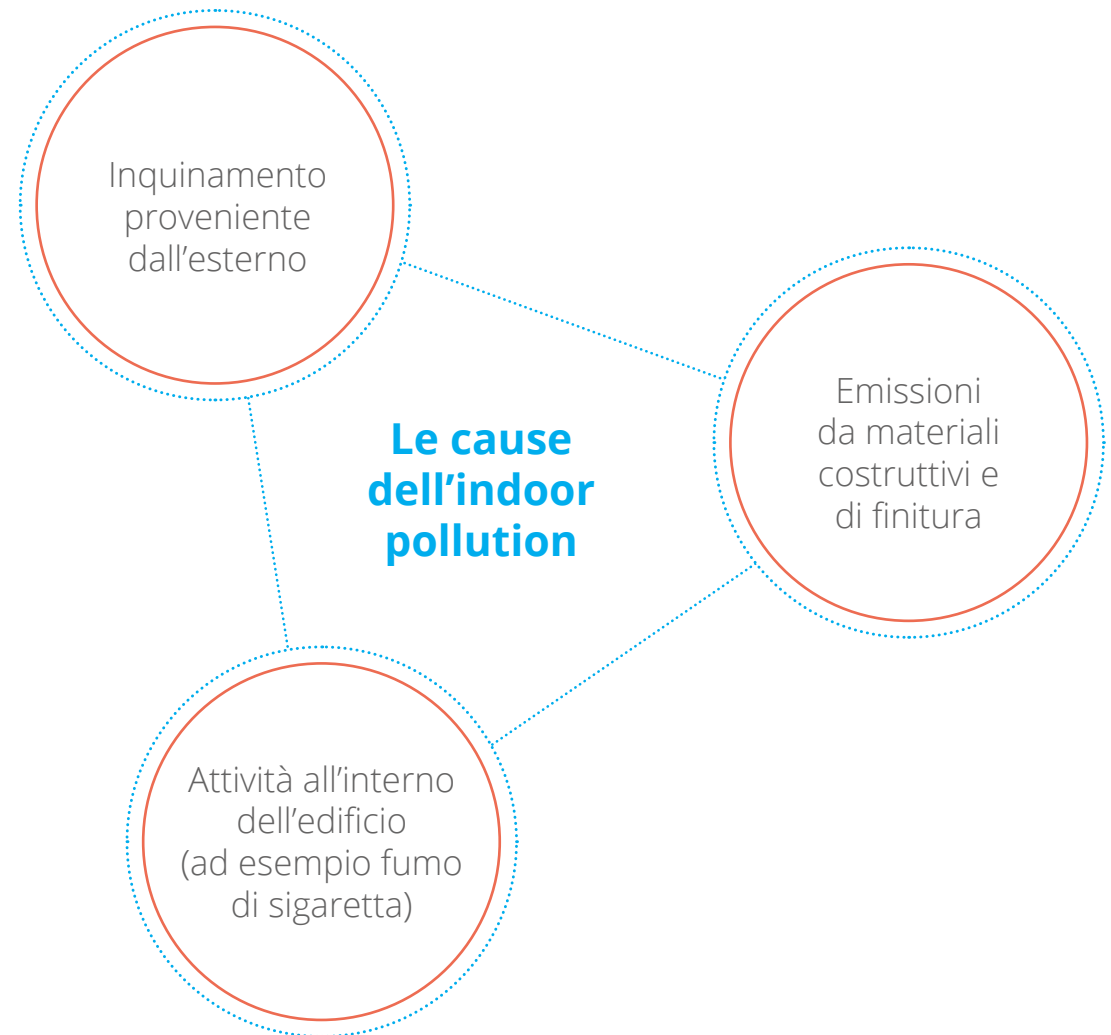 Inquinamento
proveniente
dall’esterno
Le cause
dell’indoor
pollution
Emissioni
da materiali
costruttivi e
di finitura
Attività all’interno
dell’edificio
(ad esempio fumo
di sigaretta)